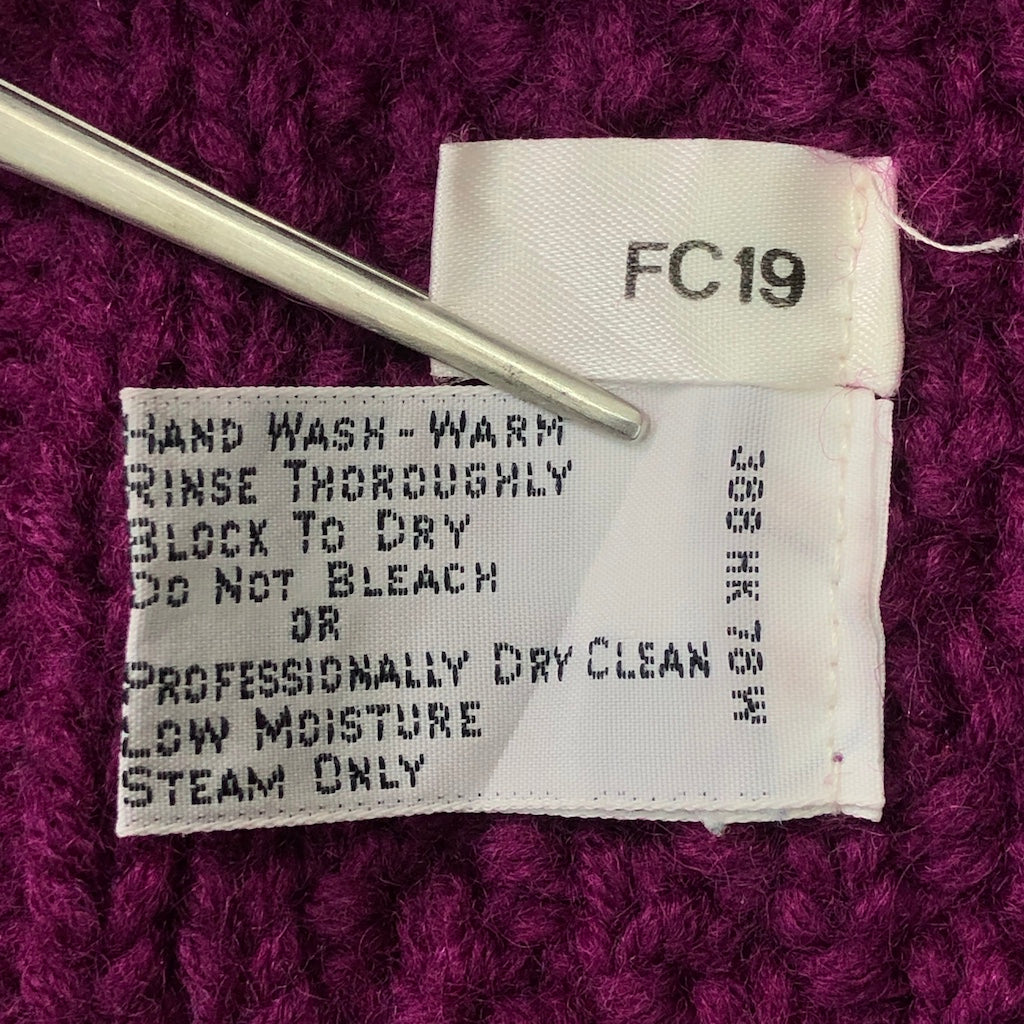 FC19
HAND WASH-WARM
RINSE THOROUGHLY
BLOCK TO DRY
DO NOT BLEACH
OR
PROFESSIONALLY DRY CLEAN
LOW MOISTURE
STEAM ONLY